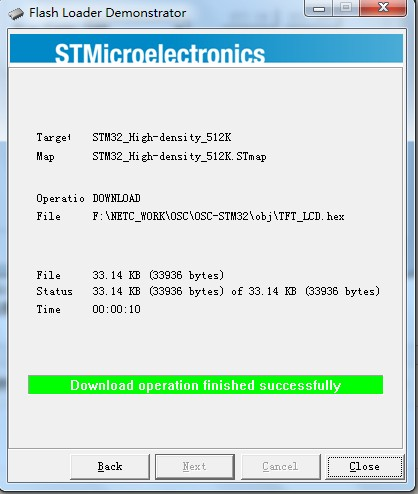 Flash Loader Demonstrator
STMicroelectronics
Target STM32_High-density_512K
Map STM32_High-density_512K.STmap
Operatio DOWNLOAD
File F:\NETC_WORK\OSC\OSC-STM32\obj\TFT_LCD.hex
File 33.14 KB (33936 bytes)
Status 33.14 KB (33936 bytes) of 33.14 KB (33936 bytes)
Time 00:00:10
Download operation finished successfully
Back Next Cancel Close